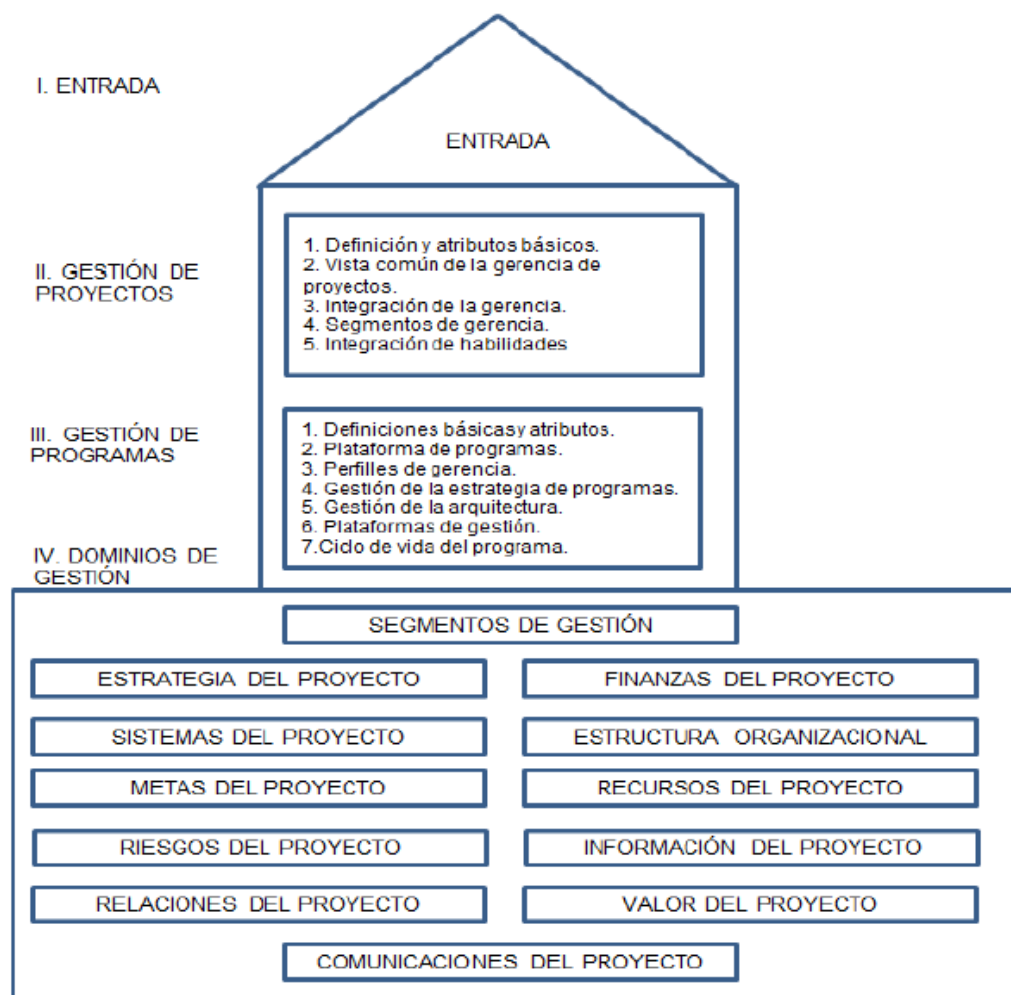 I. ENTRADA
ENTRADA
II. GESTIÓN DE
PROYECTOS
1. Definición y atributos básicos.
2. Vista común de la gerencia de
proyectos.
3. Integración de la gerencia.
4. Segmentos de gerencia.
5. Integración de habilidades
III. GESTIÓN DE
PROGRAMAS
1. Definiciones básicas y atributos.
2. Plataforma de programas.
3. Perfilles de gerencia.
4. Gestión de la estrategia de programas.
5. Gestión de la arquitectura.
6. Plataformas de gestión.
7.Ciclo de vida del programa.
IV. DOMINIOS DE
GESTIÓN
SEGMENTOS DE GESTIÓN
ESTRATEGIA DEL PROYECTO
FINANZAS DEL PROYECTO
SISTEMAS DEL PROYECTO
ESTRUCTURA ORGANIZACIONAL
METAS DEL PROYECTO
RECURSOS DEL PROYECTO
RIESGOS DEL PROYECTO
INFORMACIÓN DEL PROYECTO
RELACIONES DEL PROYECTO
VALOR DEL PROYECTO
COMUNICACIONES DEL PROYECTO